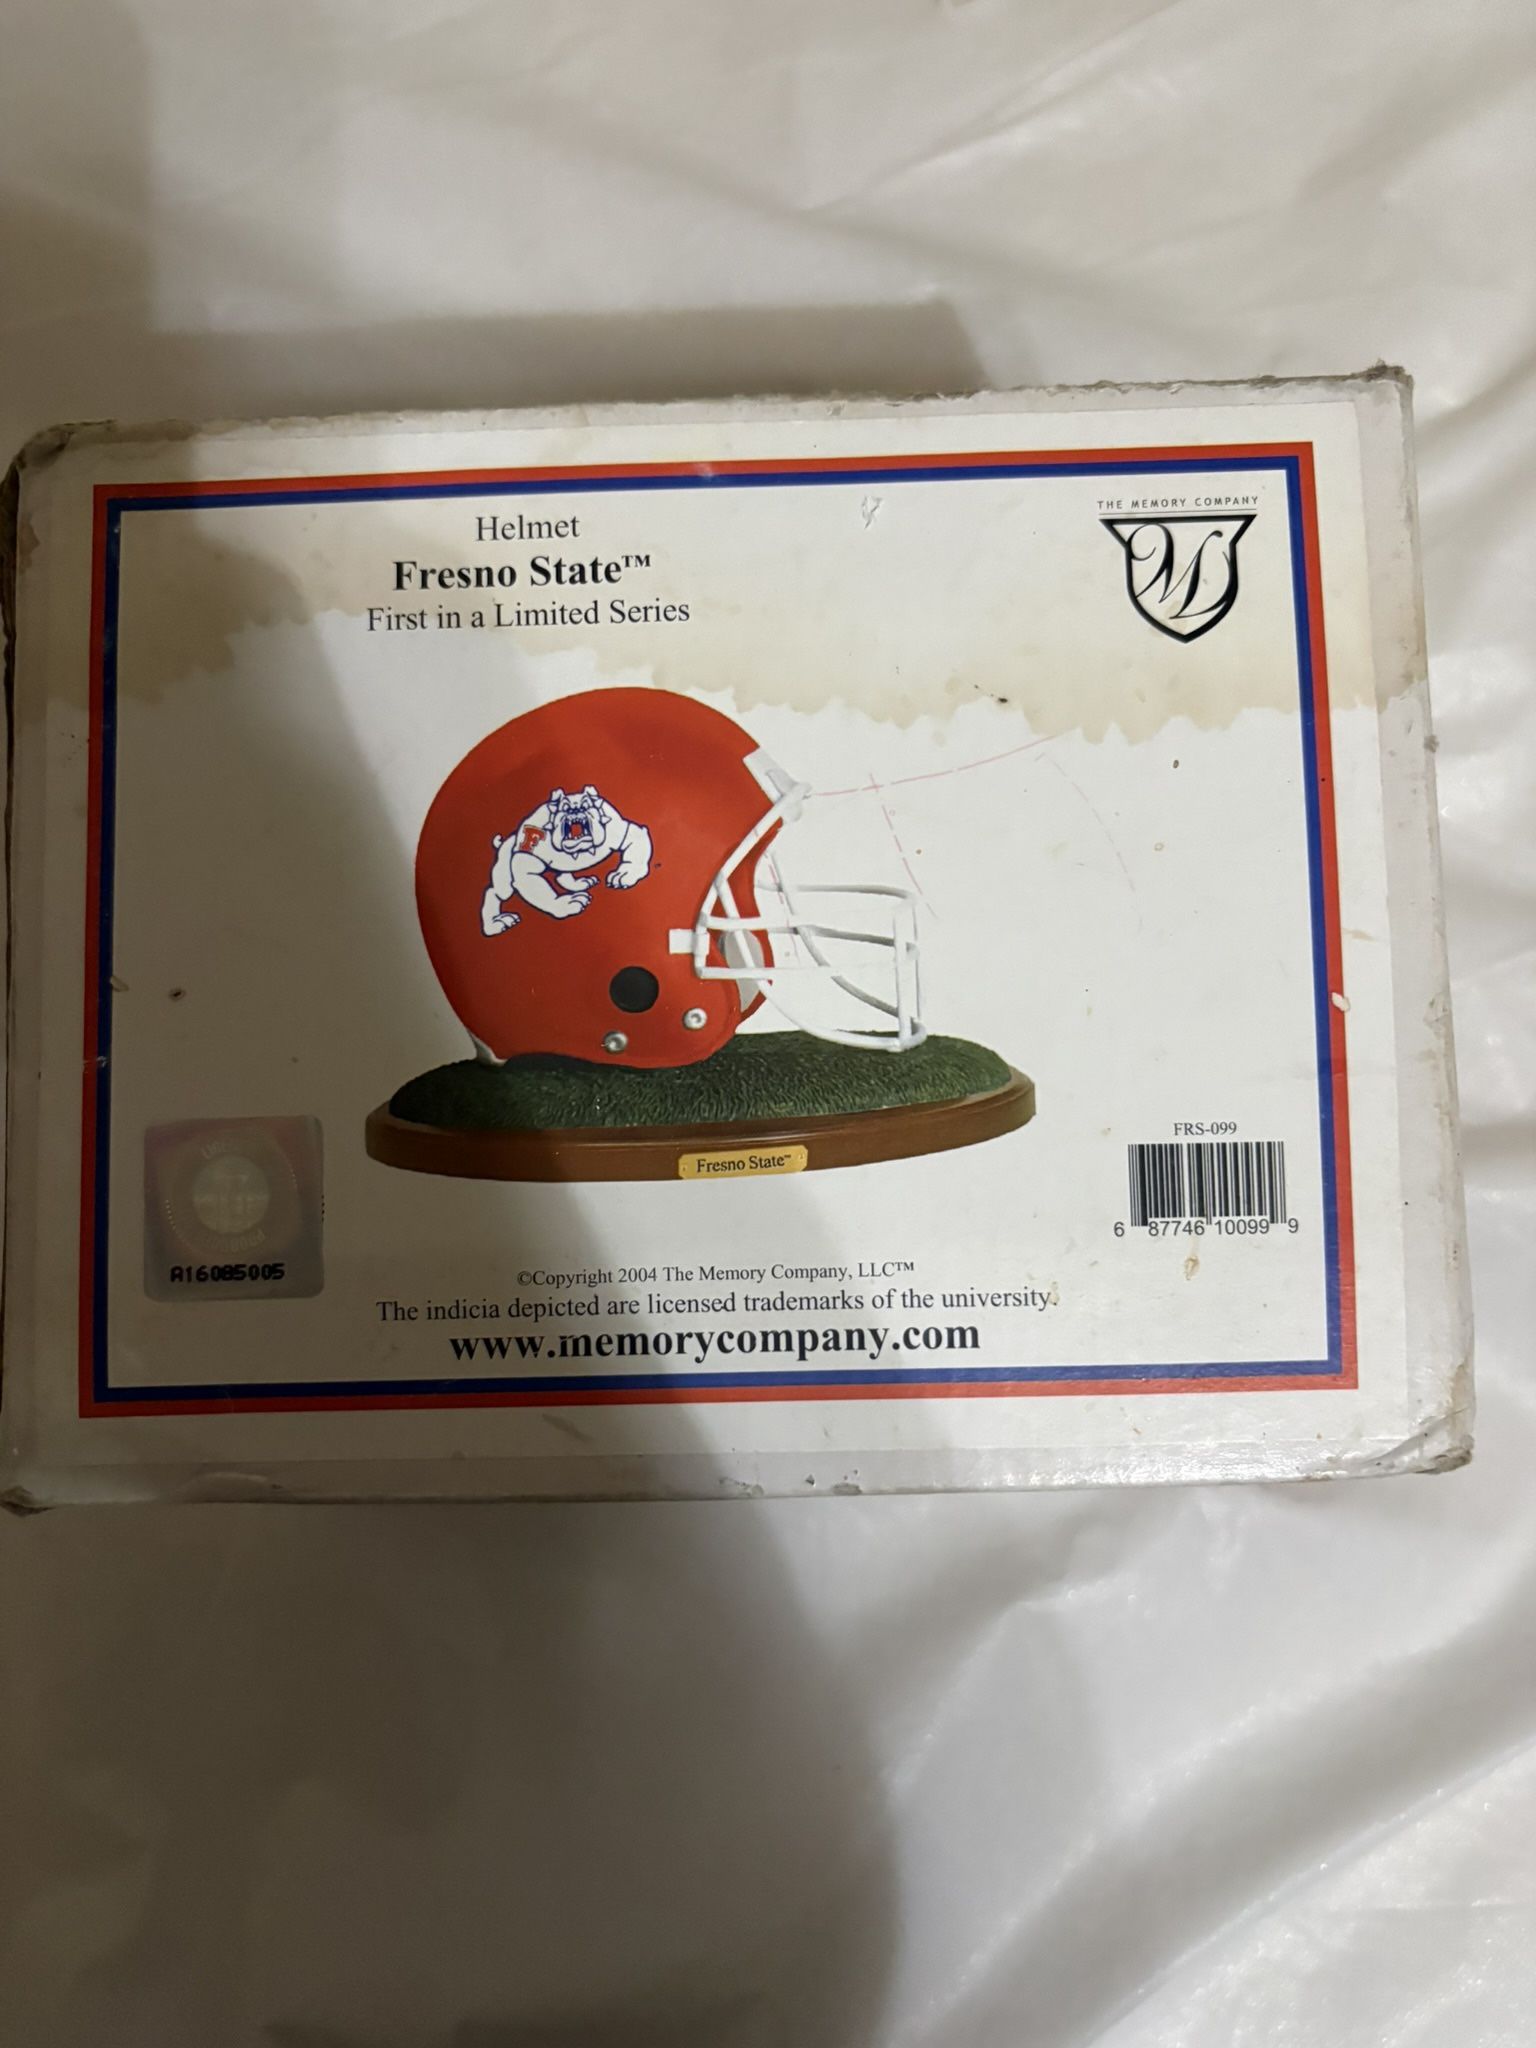 Helmet
Fresno State™
First in a Limited Series
THE MEMORY COMPANY
M
F
Fresno State™
FRS-099
6 87746 10099 9
A16085005
©Copyright 2004 The Memory Company, LLC™
The indicia depicted are licensed trademarks of the university.
www.memorycompany.com